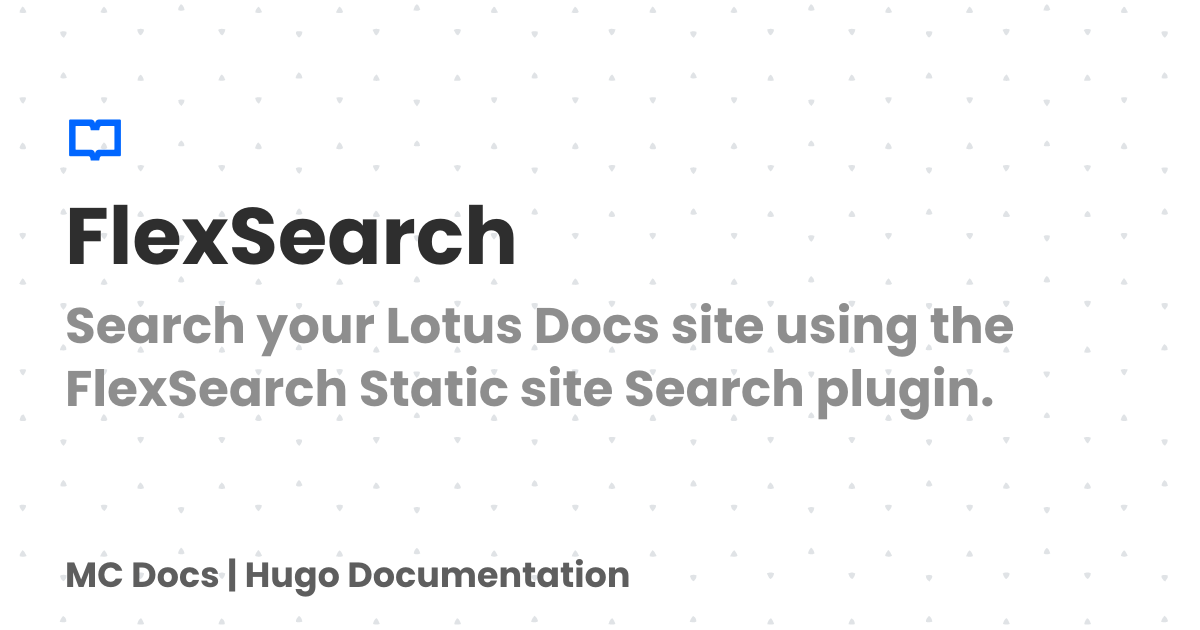 FlexSearch
Search your Lotus Docs site using the
FlexSearch Static site Search plugin.
MC Docs | Hugo Documentation